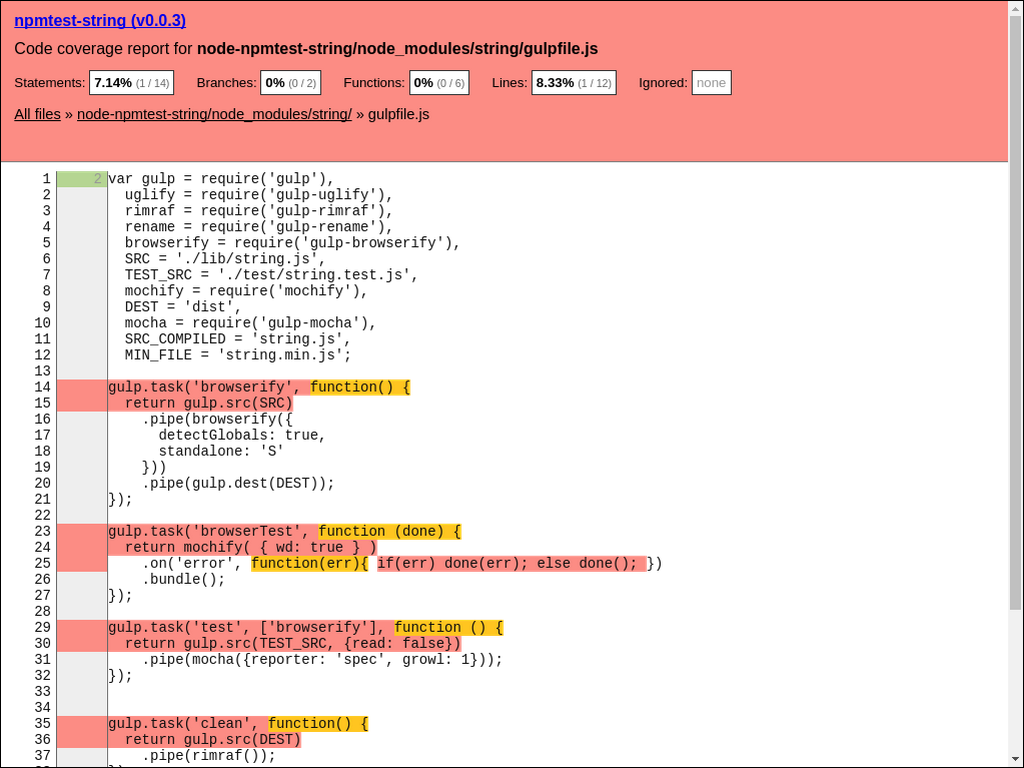 npmtest-string (v0.0.3)
Code coverage report for node-npmtest-string/node_modules/string/gulpfile.js
Statements: 7.14% (1 / 14) Branches: 0% (0 / 2) Functions: 0% (0 / 6) Lines: 8.33% (1 / 12) Ignored: none
All files » node-npmtest-string/node_modules/string/ » gulpfile.js
1 2 var gulp = require('gulp'),
2 uglify = require('gulp-uglify'),
3 rimraf = require('gulp-rimraf'),
4 rename = require('gulp-rename'),
5 browserify = require('gulp-browserify'),
6 SRC = './lib/string.js',
7 TEST_SRC = './test/string.test.js',
8 mochify = require('mochify'),
9 DEST = 'dist',
10 mocha = require('gulp-mocha'),
11 SRC_COMPILED = 'string.js',
12 MIN_FILE = 'string.min.js';
13
14 gulp.task('browserify', function() {
15 return gulp.src(SRC)
16 .pipe(browserify({
17 detectGlobals: true,
18 standalone: 'S'
19 }))
20 .pipe(gulp.dest(DEST));
21 });
22
23 gulp.task('browserTest', function (done) {
24 return mochify( { wd: true } )
25 .on('error', function(err){ if(err) done(err); else done(); })
26 .bundle();
27 });
28
29 gulp.task('test', ['browserify'], function () {
30 return gulp.src(TEST_SRC, {read: false})
31 .pipe(mocha({reporter: 'spec', growl: 1}));
32 });
33
34
35 gulp.task('clean', function() {
36 return gulp.src(DEST)
37 .pipe(rimraf());